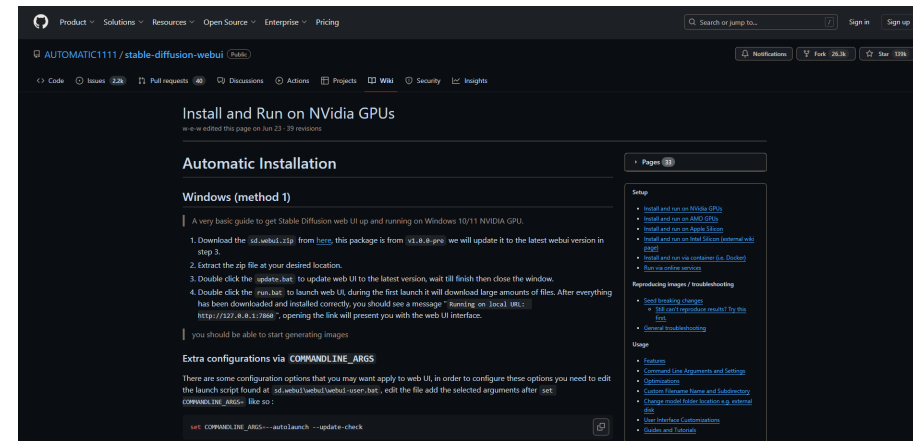 Product Solutions Resources Open Source Enterprise Pricing
Search or jump to... / Sign in Sign up
AUTOMATIC1111 / stable-diffusion-webui Public
Notifications Fork 26.3k Star 139k
Code Issues 2.2k Pull requests 40 Discussions Actions Projects Wiki Security Insights
Install and Run on NVidia GPUs
w-e-w edited this page on Jun 23 · 39 revisions
Automatic Installation
Windows (method 1)
A very basic guide to get Stable Diffusion web UI up and running on Windows 10/11 NVIDIA GPU.
1. Download the sd.webui.zip from here, this package is from v1.0.0-pre we will update it to the latest webui version in
step 3.
2. Extract the zip file at your desired location.
3. Double click the update.bat to update web UI to the latest version, wait till finish then close the window.
4. Double click the run.bat to launch web UI, during the first launch it will download large amounts of files. After everything
has been downloaded and installed correctly, you should see a message "Running on local URL:
http://127.0.0.1:7860", opening the link will present you with the web UI interface.
you should be able to start generating images
Extra configurations via COMMANDLINE_ARGS
There are some configuration options that you may want apply to web UI, in order to configure these options you need to edit
the launch script found at sd.webui\webui\webui-user.bat, edit the file add the selected arguments after set
COMMANDLINE_ARGS= like so :
set COMMANDLINE_ARGS=--autolaunch --update-check
Pages 33
Setup
Install and run on NVidia GPUs
Install and run on AMD GPUs
Install and run on Apple Silicon
Install and run on Intel Silicon (external wiki
page)
Install and run via container (i.e. Docker)
Run via online services
Reproducing images / troubleshooting
Seed breaking changes
Still can't reproduce results? Try this
first.
General troubleshooting
Usage
Features
Command Line Arguments and Settings
Optimizations
Custom Filename Name and Subdirectory
Change model folder location e.g. external
disk
User Interface Customizations
Guides and Tutorials